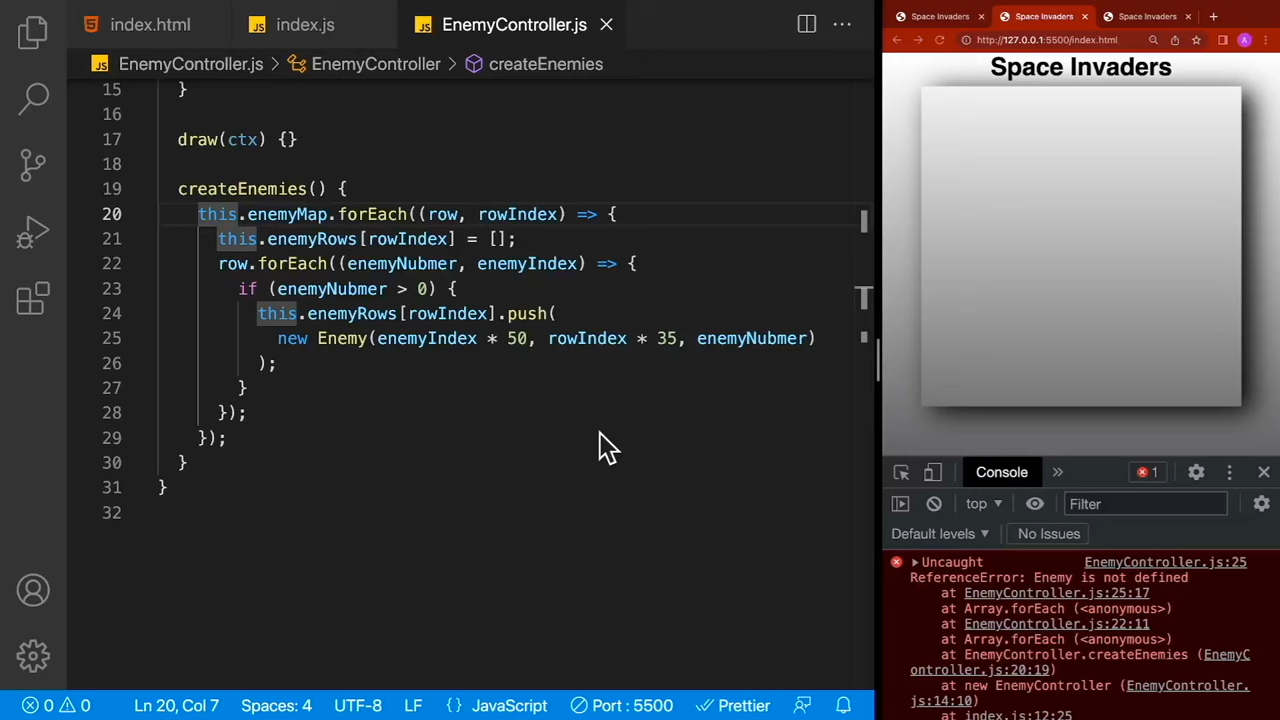 index.html
index.js
EnemyController.js
EnemyController.js > EnemyController > createEnemies
15 }
16
17 draw(ctx) {}
18
19 createEnemies() {
20 this.enemyMap.forEach((row, rowIndex) => {
21 this.enemyRows[rowIndex] = [];
22 row.forEach((enemyNubmer, enemyIndex) => {
23 if (enemyNubmer > 0) {
24 this.enemyRows[rowIndex].push(
25 new Enemy(enemyIndex * 50, rowIndex * 35, enemyNubmer)
26 );
27 }
28 });
29 });
30 }
31 }
32
0 0 Ln 20, Col 7 Spaces: 4 UTF-8 LF {} JavaScript Port : 5500 Prettier
Space Invaders
Space Invaders
Space Invaders
http://127.0.0.1:5500/index.html
A
Space Invaders
Console
1
top
Filter
Default levels
No Issues
Uncaught EnemyController.js:25
ReferenceError: Enemy is not defined
at EnemyController.js:25:17
at Array.forEach (<anonymous>)
at EnemyController.js:22:11
at Array.forEach (<anonymous>)
at EnemyController.createEnemies (EnemyC
ontroller.js:20:19)
at new EnemyController (EnemyController.
js:14:10)
at index.js:12:25